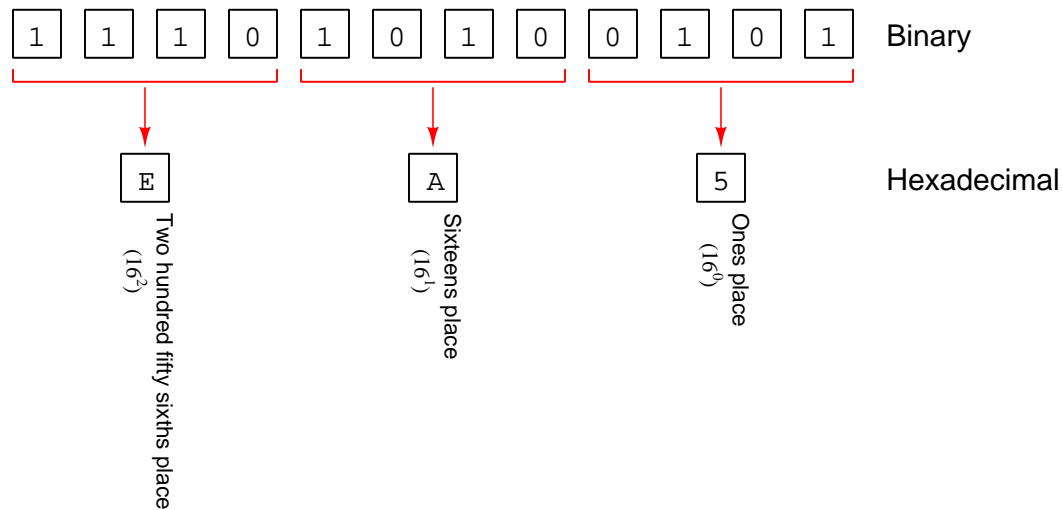 1 1 1 0 1 0 1 0 0 1 0 1 Binary
E A 5 Hexadecimal
Two hundred fifty sixths place
(16²)
Sixteens place
(16¹)
Ones place
(16⁰)